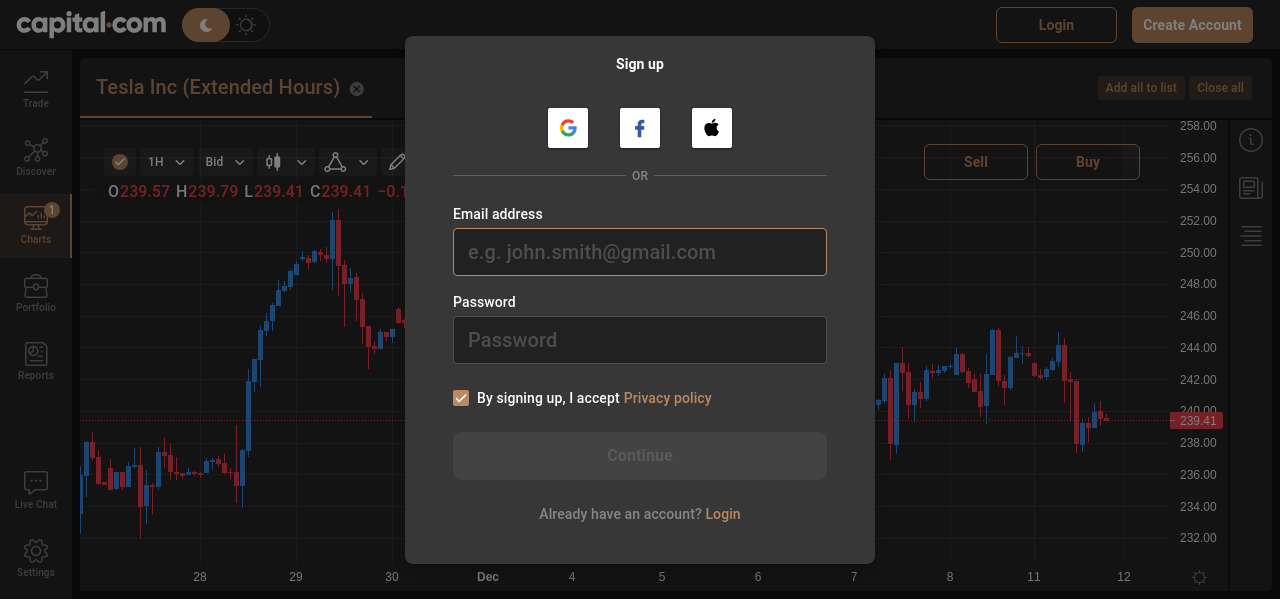 capital.com
Login
Create Account
Sign up
Trade
Tesla Inc (Extended Hours)
Add all to list
Close all
258.00
Discover
1H
Bid
Sell
Buy
256.00
OR
O239.57 H239.79 L239.41 C239.41 −0.1
254.00
1
Charts
Email address
252.00
e.g. john.smith@gmail.com
250.00
248.00
Portfolio
Password
246.00
Password
244.00
Reports
242.00
By signing up, I accept Privacy policy
240.00
239.41
238.00
Continue
236.00
Live Chat
234.00
Already have an account? Login
232.00
Settings
28
29
30
Dec
4
5
6
7
8
11
12